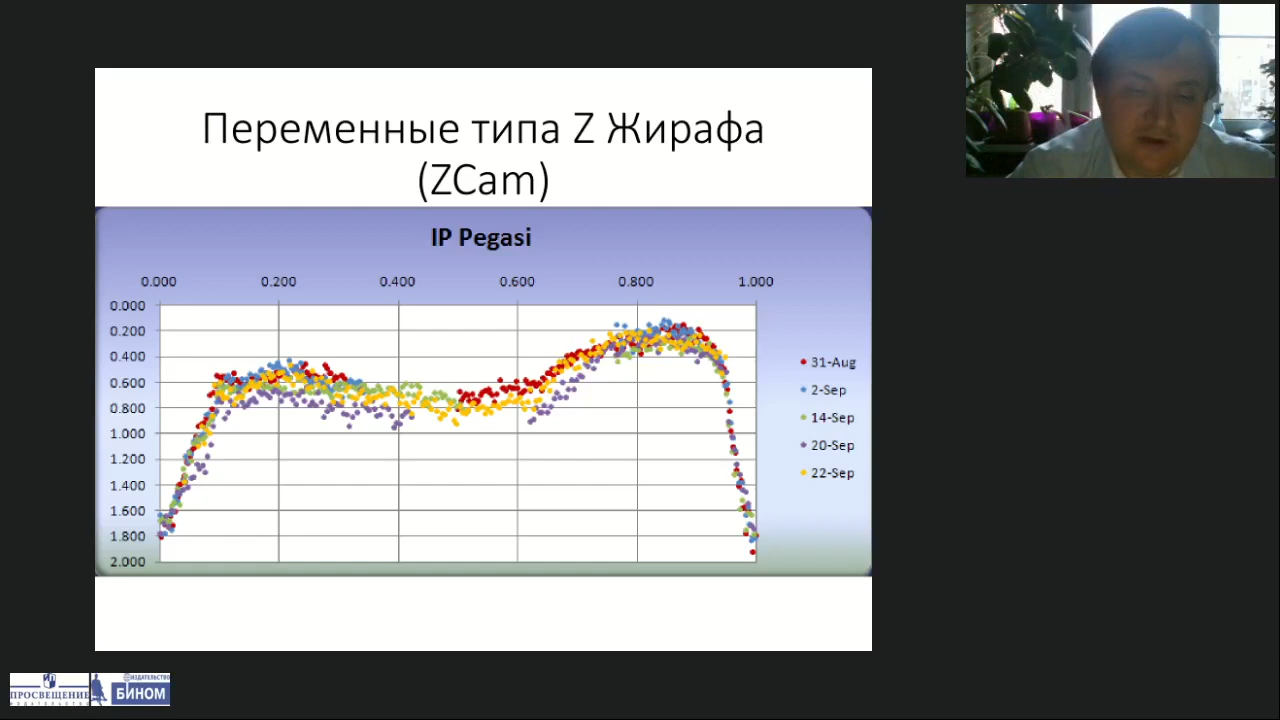 Переменные типа Z Жирафа
(ZCam)
IP Pegasi
0.000 0.200 0.400 0.600 0.800 1.000
0.000
0.200
0.400
0.600
0.800
1.000
1.200
1.400
1.600
1.800
2.000
31-Aug
2-Sep
14-Sep
20-Sep
22-Sep
ПРОСВЕЩЕНИЕ
ИЗДАТЕЛЬСТВО
ИЗДАТЕЛЬСТВО
БИНОМ